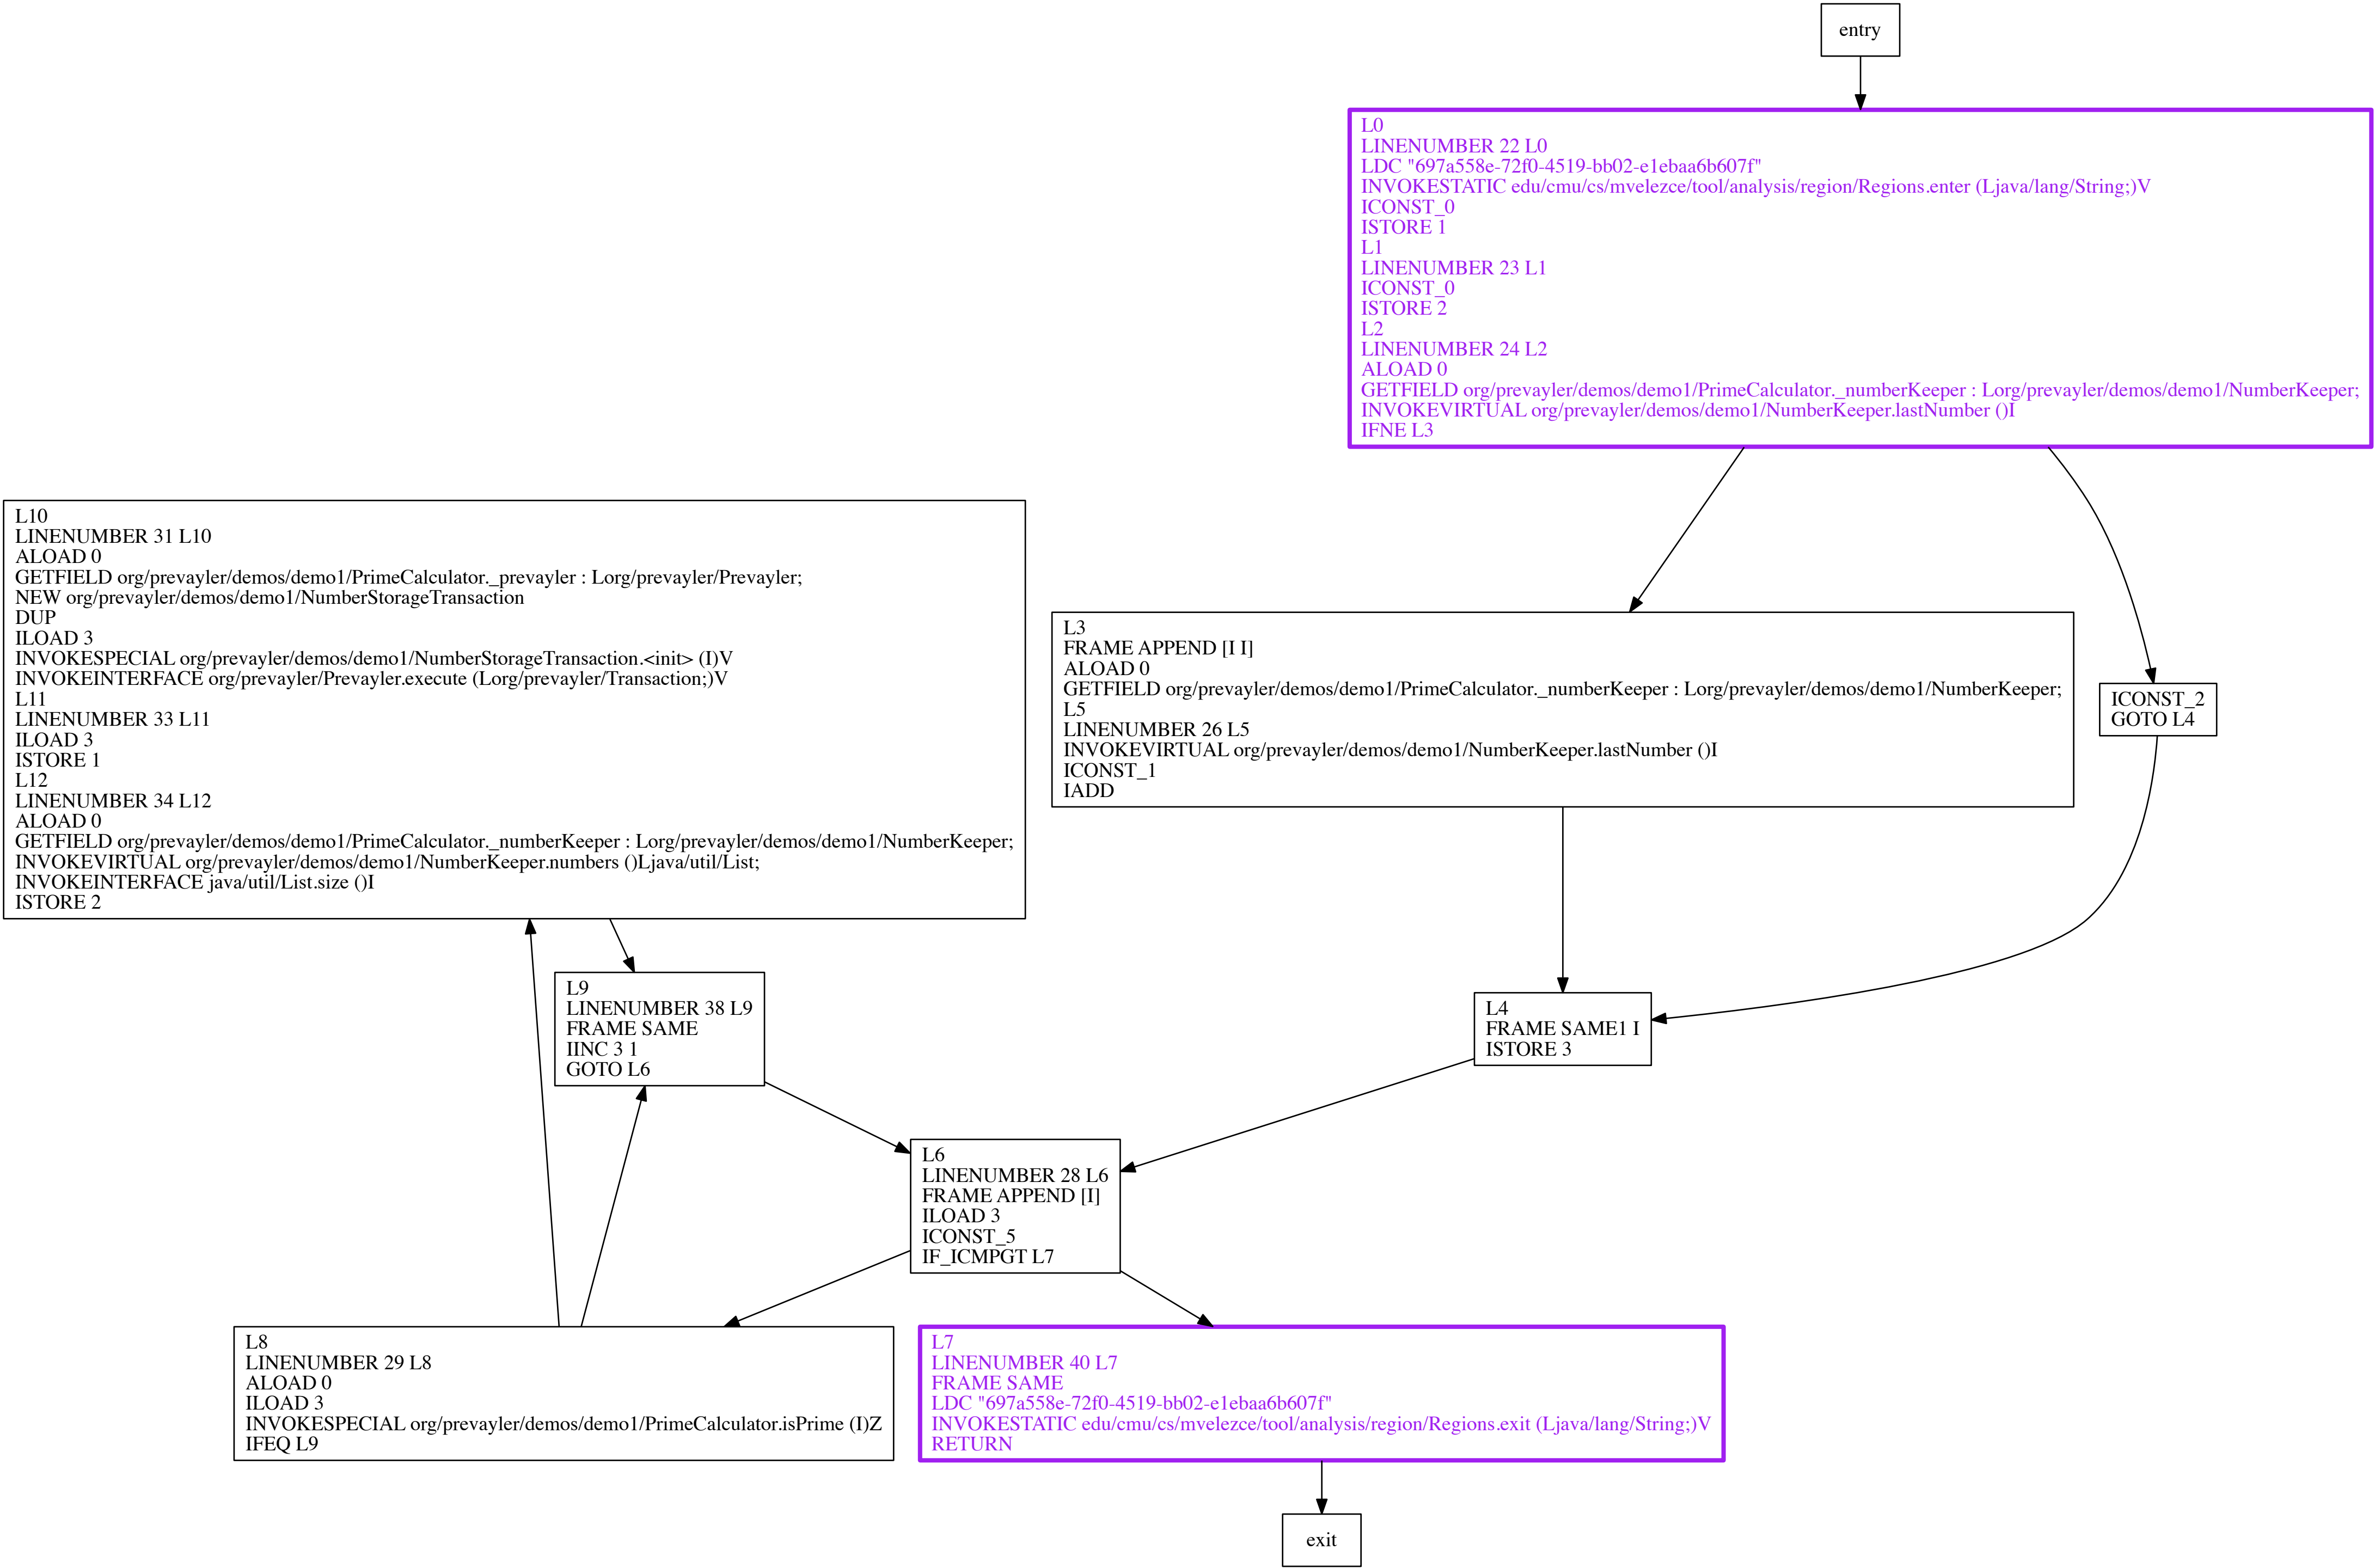 entry
L0
LINENUMBER 22 L0
LDC "697a558e-72f0-4519-bb02-e1ebaa6b607f"
INVOKESTATIC edu/cmu/cs/mvelezce/tool/analysis/region/Regions.enter (Ljava/lang/String;)V
ICONST_0
ISTORE 1
L1
LINENUMBER 23 L1
ICONST_0
ISTORE 2
L2
LINENUMBER 24 L2
ALOAD 0
GETFIELD org/prevayler/demos/demo1/PrimeCalculator._numberKeeper : Lorg/prevayler/demos/demo1/NumberKeeper;
INVOKEVIRTUAL org/prevayler/demos/demo1/NumberKeeper.lastNumber ()I
IFNE L3
L10
LINENUMBER 31 L10
ALOAD 0
GETFIELD org/prevayler/demos/demo1/PrimeCalculator._prevayler : Lorg/prevayler/Prevayler;
NEW org/prevayler/demos/demo1/NumberStorageTransaction
DUP
ILOAD 3
INVOKESPECIAL org/prevayler/demos/demo1/NumberStorageTransaction.<init> (I)V
INVOKEINTERFACE org/prevayler/Prevayler.execute (Lorg/prevayler/Transaction;)V
L11
LINENUMBER 33 L11
ILOAD 3
ISTORE 1
L12
LINENUMBER 34 L12
ALOAD 0
GETFIELD org/prevayler/demos/demo1/PrimeCalculator._numberKeeper : Lorg/prevayler/demos/demo1/NumberKeeper;
INVOKEVIRTUAL org/prevayler/demos/demo1/NumberKeeper.numbers ()Ljava/util/List;
INVOKEINTERFACE java/util/List.size ()I
ISTORE 2
L3
FRAME APPEND [I I]
ALOAD 0
GETFIELD org/prevayler/demos/demo1/PrimeCalculator._numberKeeper : Lorg/prevayler/demos/demo1/NumberKeeper;
L5
LINENUMBER 26 L5
INVOKEVIRTUAL org/prevayler/demos/demo1/NumberKeeper.lastNumber ()I
ICONST_1
IADD
ICONST_2
GOTO L4
L9
LINENUMBER 38 L9
FRAME SAME
IINC 3 1
GOTO L6
L4
FRAME SAME1 I
ISTORE 3
L6
LINENUMBER 28 L6
FRAME APPEND [I]
ILOAD 3
ICONST_5
IF_ICMPGT L7
L8
LINENUMBER 29 L8
ALOAD 0
ILOAD 3
INVOKESPECIAL org/prevayler/demos/demo1/PrimeCalculator.isPrime (I)Z
IFEQ L9
L7
LINENUMBER 40 L7
FRAME SAME
LDC "697a558e-72f0-4519-bb02-e1ebaa6b607f"
INVOKESTATIC edu/cmu/cs/mvelezce/tool/analysis/region/Regions.exit (Ljava/lang/String;)V
RETURN
exit